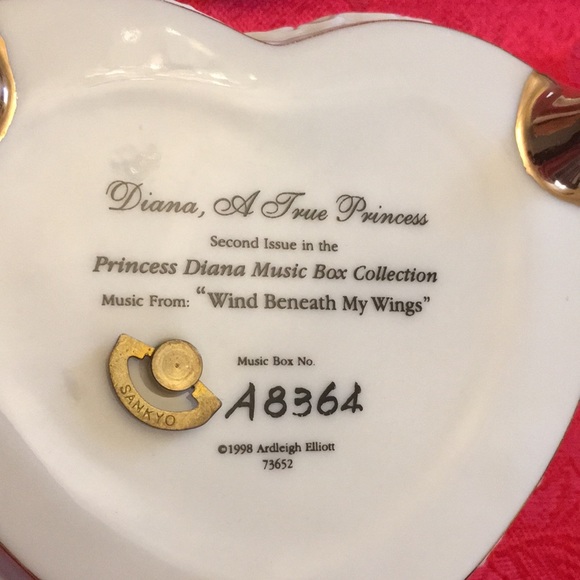 Diana, A True Princess
Second Issue in the
Princess Diana Music Box Collection
Music From: “Wind Beneath My Wings”
Music Box No.
A8364
SANKYO
©1998 Ardleigh Elliott
73652